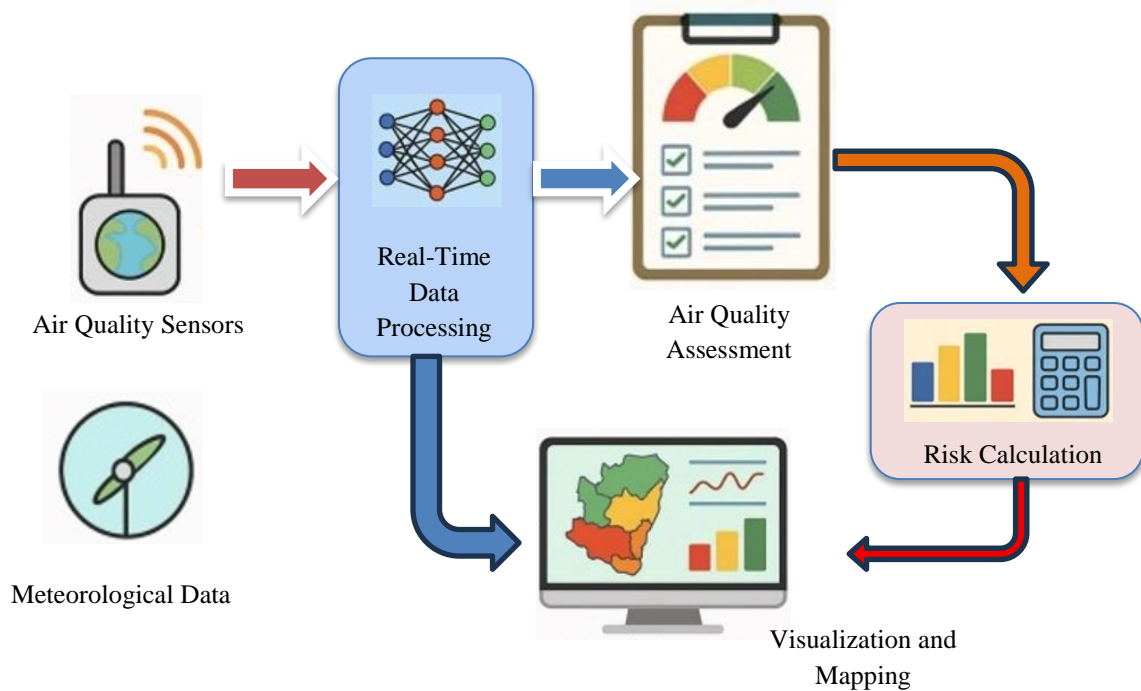 Real-Time
Data
Processing
Air Quality Sensors
Air Quality
Assessment
Risk Calculation
Meteorological Data
Visualization and
Mapping